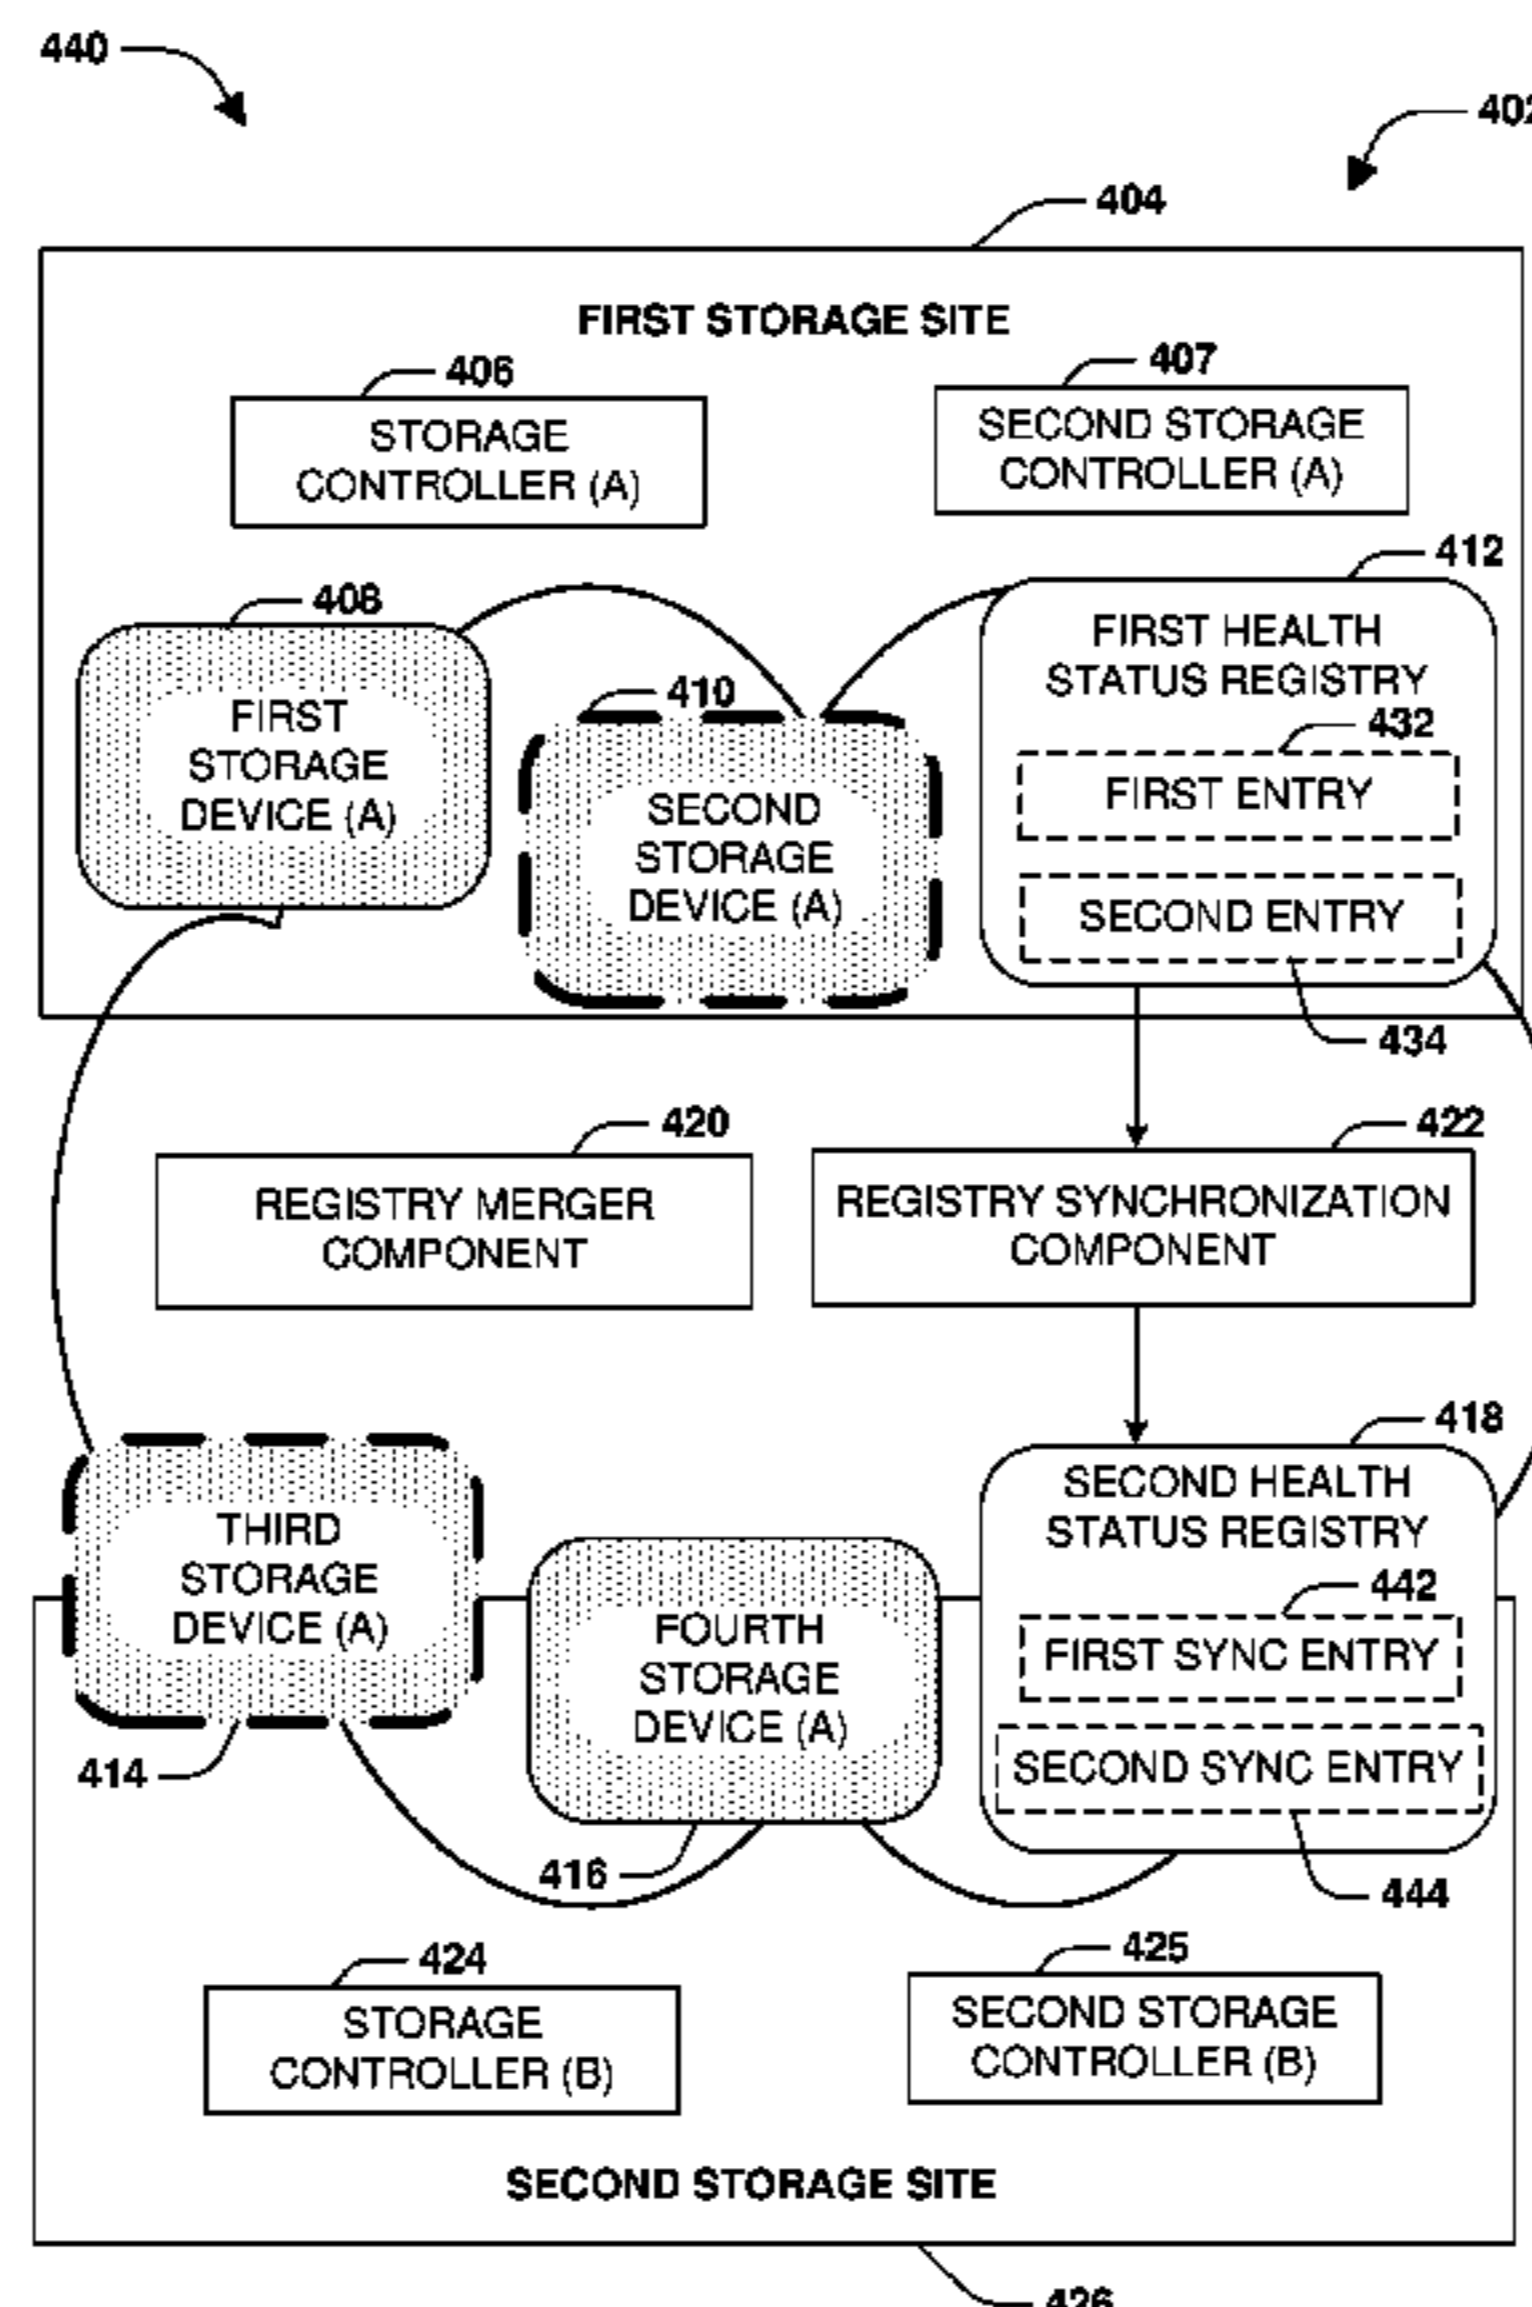 440
402
404
FIRST STORAGE SITE
406
407
STORAGE
CONTROLLER (A)
SECOND STORAGE
CONTROLLER (A)
412
408
FIRST HEALTH
STATUS REGISTRY
410
432
FIRST
STORAGE
DEVICE (A)
FIRST ENTRY
SECOND
STORAGE
DEVICE (A)
SECOND ENTRY
434
420
422
REGISTRY MERGER
COMPONENT
REGISTRY SYNCHRONIZATION
COMPONENT
418
SECOND HEALTH
STATUS REGISTRY
THIRD
STORAGE
DEVICE (A)
442
FOURTH
STORAGE
DEVICE (A)
FIRST SYNC ENTRY
SECOND SYNC ENTRY
414
416
444
424
425
STORAGE
CONTROLLER (B)
SECOND STORAGE
CONTROLLER (B)
SECOND STORAGE SITE
426